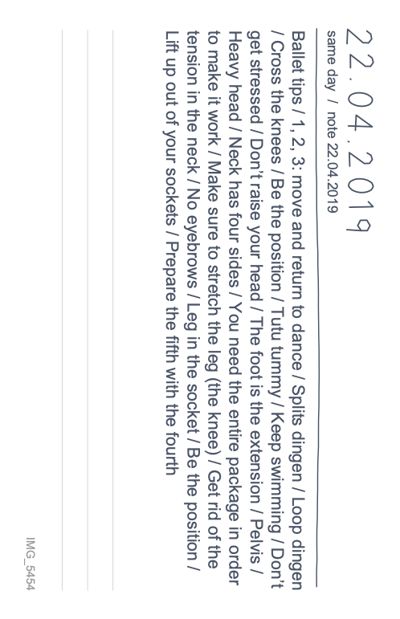 22.04.2019
same day / note 22.04.2019
Ballet tips / 1, 2, 3: move and return to dance / Splits dingen / Loop dingen
/ Cross the knees / Be the position / Tutu tummy / Keep swimming / Don't
get stressed / Don't raise your head / The foot is the extension / Pelvis /
Heavy head / Neck has four sides / You need the entire package in order
to make it work / Make sure to stretch the leg (the knee) / Get rid of the
tension in the neck / No eyebrows / Leg in the socket / Be the position /
Lift up out of your sockets / Prepare the fifth with the fourth
IMG_5454